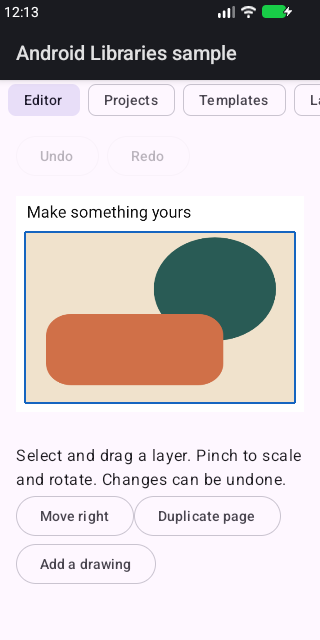 12:13
Android Libraries sample
Editor
Projects
Templates
Undo
Redo
Make something yours
Select and drag a layer. Pinch to scale
and rotate. Changes can be undone.
Move right
Duplicate page
Add a drawing